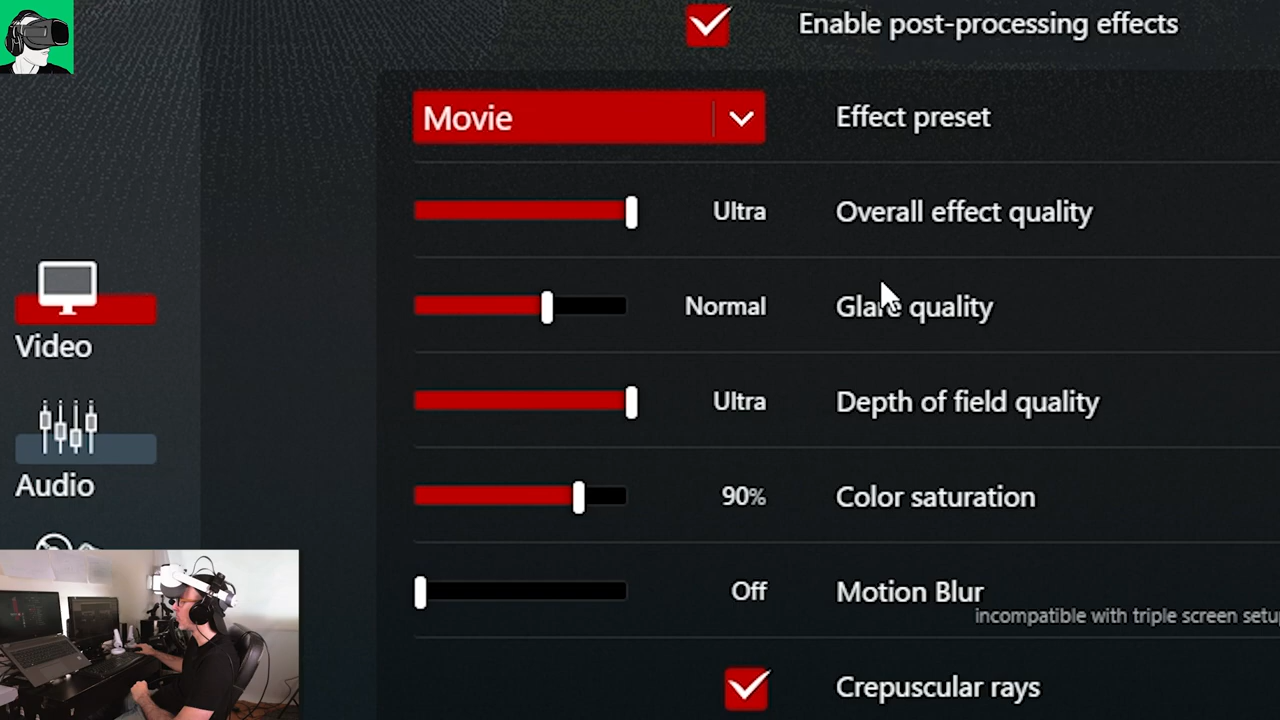 Enable post-processing effects
Movie Effect preset
Ultra Overall effect quality
Normal Glare quality
Video
Ultra Depth of field quality
Audio
90% Color saturation
Off Motion Blur
incompatible with triple screen setup
Crepuscular rays